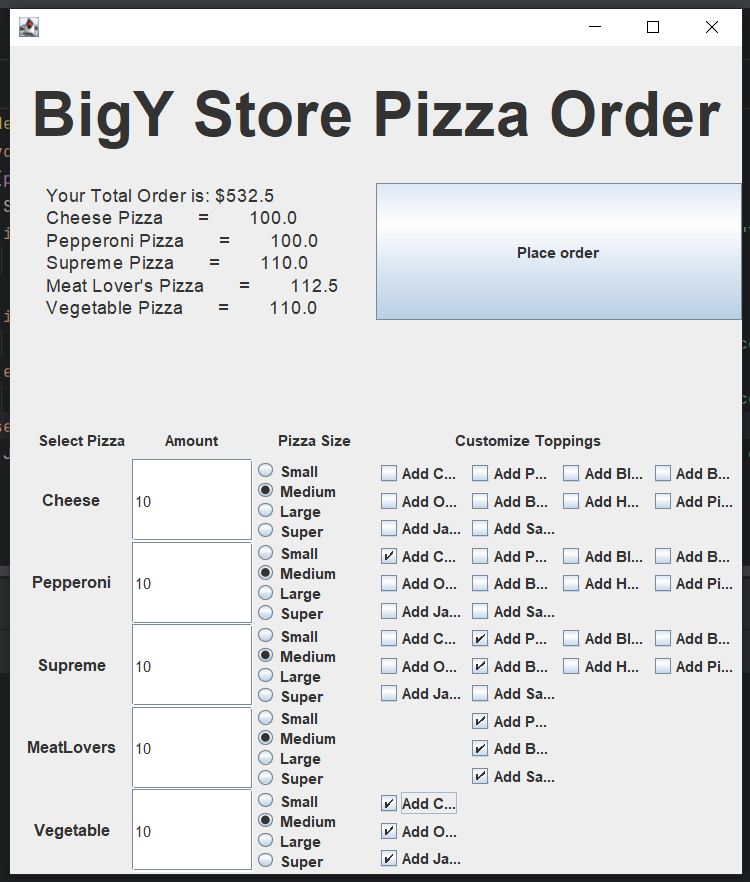 BigY Store Pizza Order
Your Total Order is: $532.5
Cheese Pizza = 100.0
Pepperoni Pizza = 100.0
Supreme Pizza = 110.0
Meat Lover's Pizza = 112.5
Vegetable Pizza = 110.0
Place order
Select Pizza Amount Pizza Size Customize Toppings
Cheese
10
Small
Medium
Large
Super
Add C... Add P... Add Bl... Add B...
Add O... Add B... Add H... Add Pi...
Add Ja... Add Sa...
Pepperoni
10
Small
Medium
Large
Super
Add C... Add P... Add Bl... Add B...
Add O... Add B... Add H... Add Pi...
Add Ja... Add Sa...
Supreme
10
Small
Medium
Large
Super
Add C... Add P... Add Bl... Add B...
Add O... Add B... Add H... Add Pi...
Add Ja... Add Sa...
MeatLovers
10
Small
Medium
Large
Super
Add P...
Add B...
Add Sa...
Vegetable
10
Small
Medium
Large
Super
Add C...
Add O...
Add Ja...